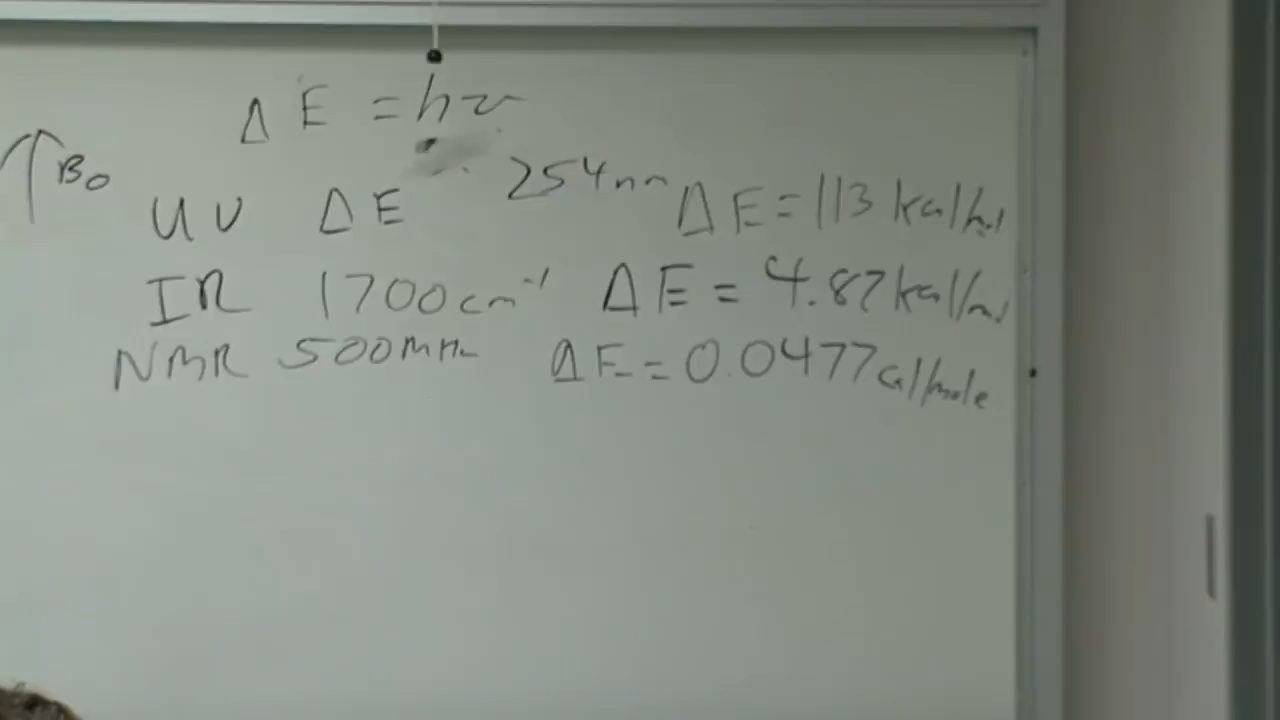 ΔE = hν
B₀
UV ΔE 254nm ΔE = 113 kcal/mol
IR 1700cm⁻¹ ΔE = 4.87 kcal/mol
NMR 500MHz ΔE = 0.0477 cal/mole